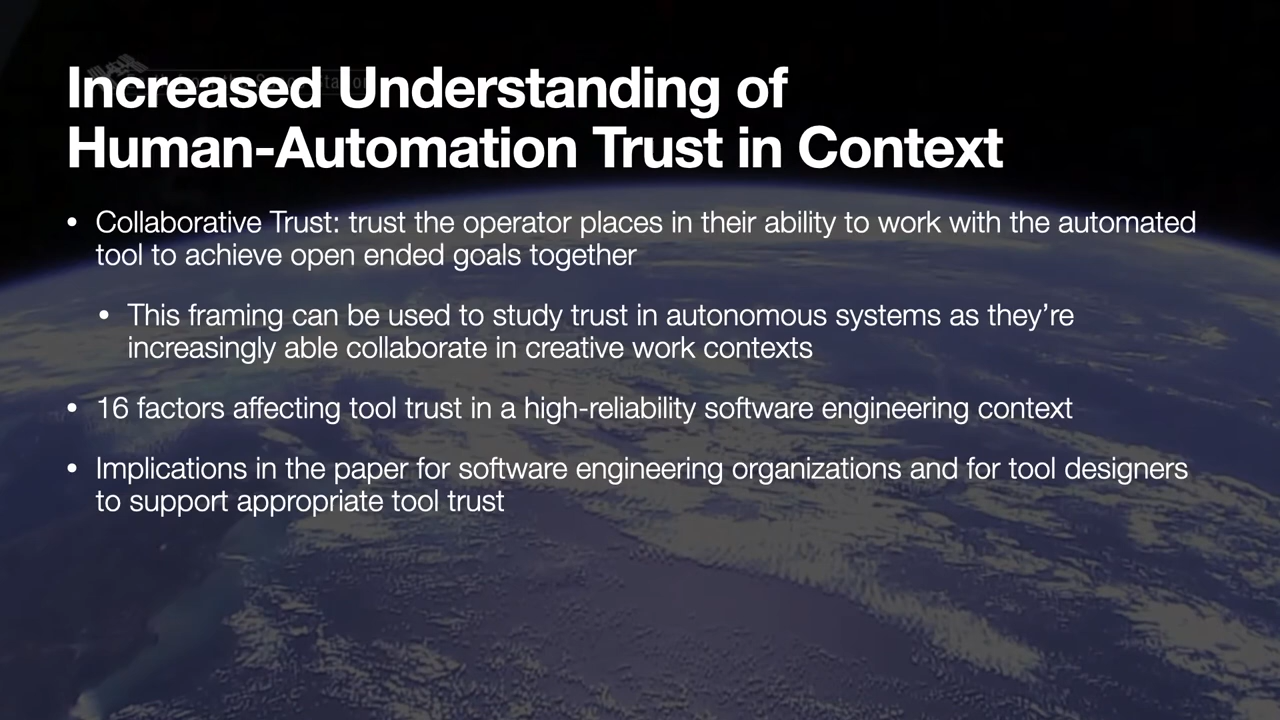 Increased Understanding of
Human-Automation Trust in Context
• Collaborative Trust: trust the operator places in their ability to work with the automated
tool to achieve open ended goals together
• This framing can be used to study trust in autonomous systems as they’re
increasingly able collaborate in creative work contexts
• 16 factors affecting tool trust in a high-reliability software engineering context
• Implications in the paper for software engineering organizations and for tool designers
to support appropriate tool trust